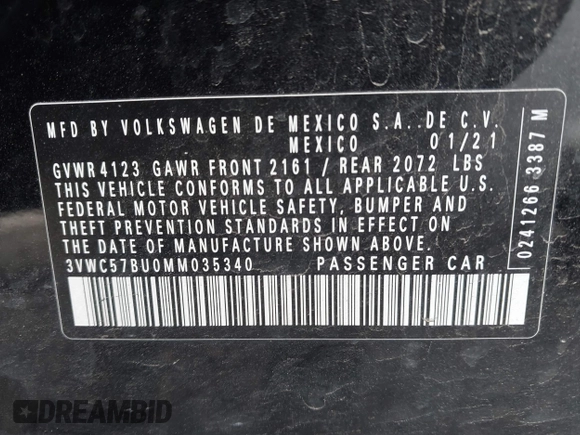 MFD BY VOLKSWAGEN DE MEXICO S.A..DE C.V.
MEXICO 01/21
GVWR 4123 GAWR FRONT 2161 / REAR 2072 LBS
THIS VEHICLE CONFORMS TO ALL APPLICABLE U.S.
FEDERAL MOTOR VEHICLE SAFETY, BUMPER AND
THEFT PREVENTION STANDARDS IN EFFECT ON
THE DATE OF MANUFACTURE SHOWN ABOVE.
3VWC57BU0MM035340 PASSENGER CAR
0241266 3387 M
DREAMBID